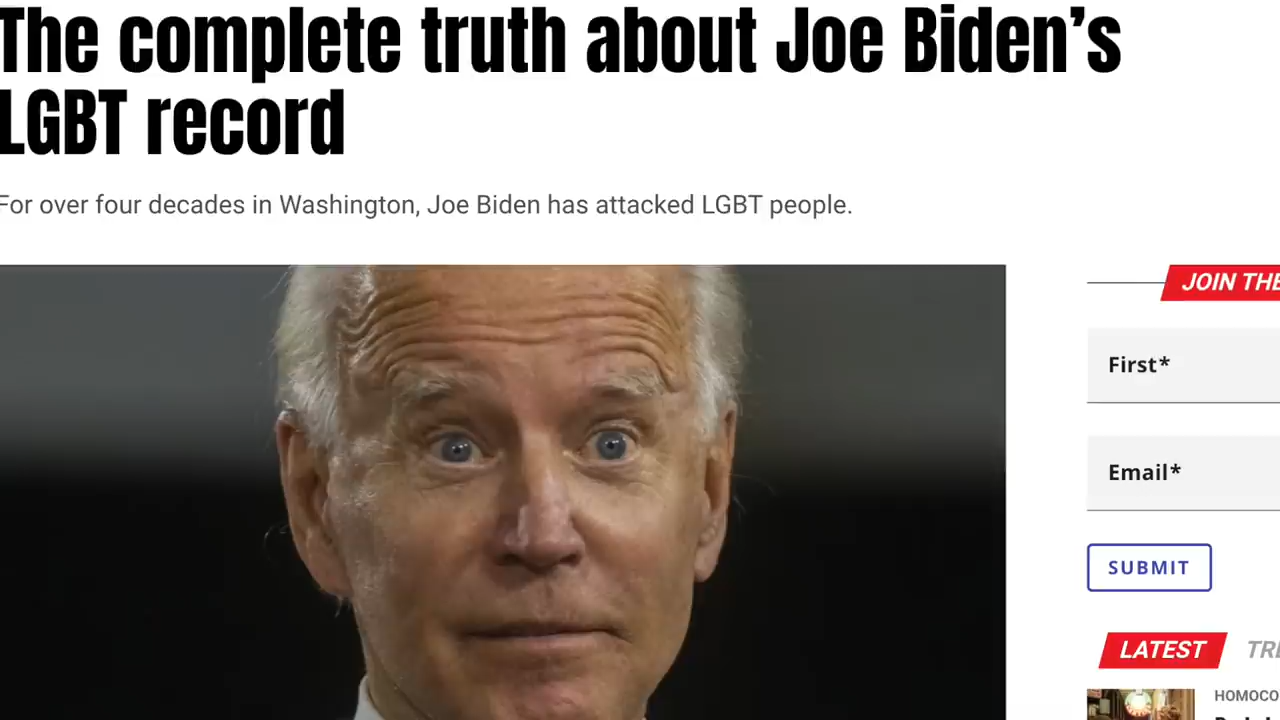 The complete truth about Joe Biden’s
LGBT record
For over four decades in Washington, Joe Biden has attacked LGBT people.
JOIN THE
First*
Email*
SUBMIT
LATEST
HOMOCO